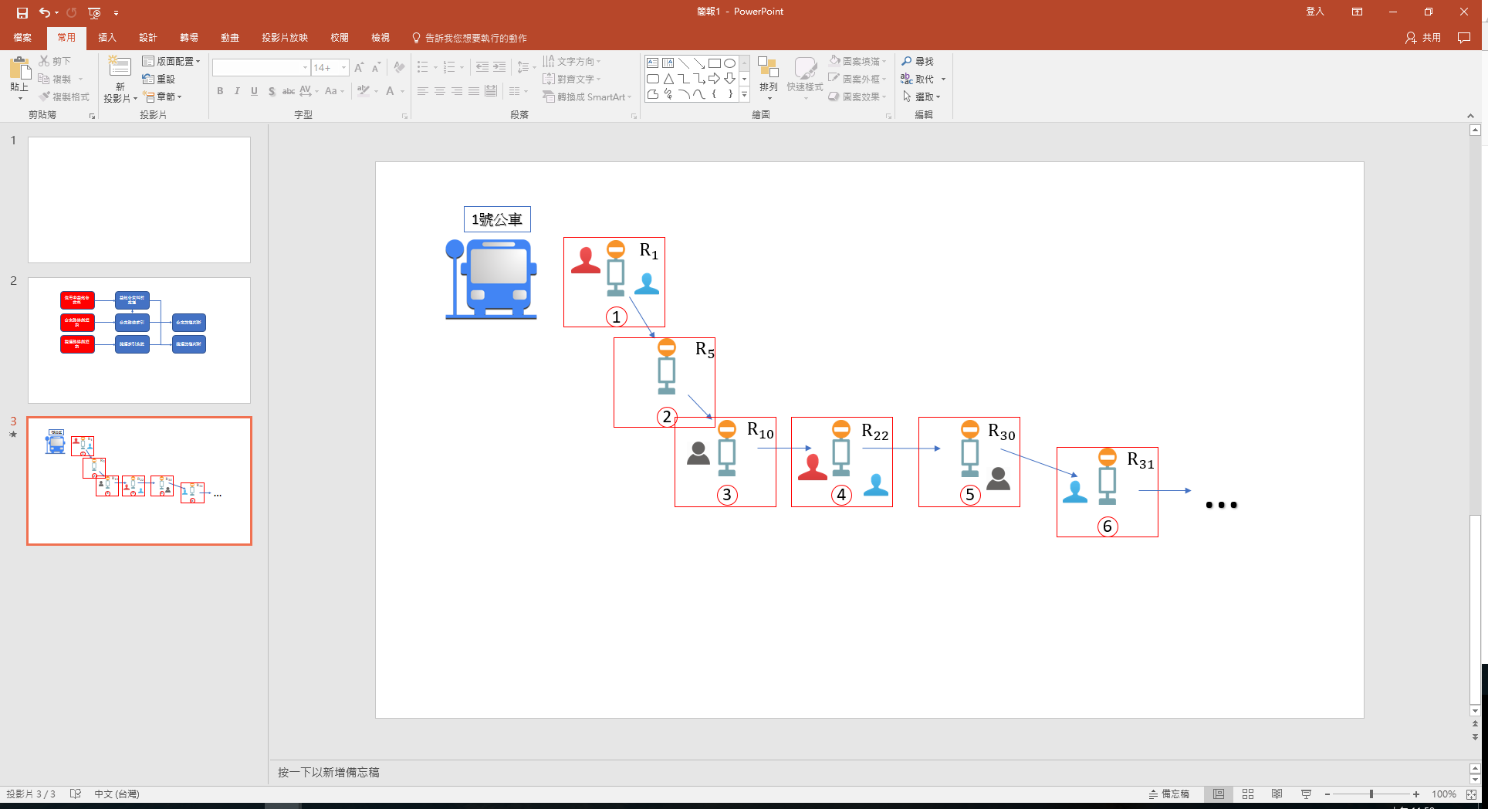 簡報1 - PowerPoint
登入
檔案 常用 插入 設計 轉場 動畫 投影片放映 校閱 檢視 告訴我您想要執行的動作 共用
貼上
剪下
複製
複製格式
剪貼簿
新
投影片
版面配置
重設
章節
投影片
14+
B I U S abc AV Aa A
字型
文字方向
對齊文字
轉換成 SmartArt
段落
排列
快速樣式
圖案填滿
圖案外框
圖案效果
繪圖
尋找
取代
選取
編輯
1
2
3
1號公車
R1
1
R5
2
R10
3
R22
4
R30
5
R31
6
...
按一下以新增備忘稿
投影片 3 / 3 中文 (台灣) 備忘稿 100%